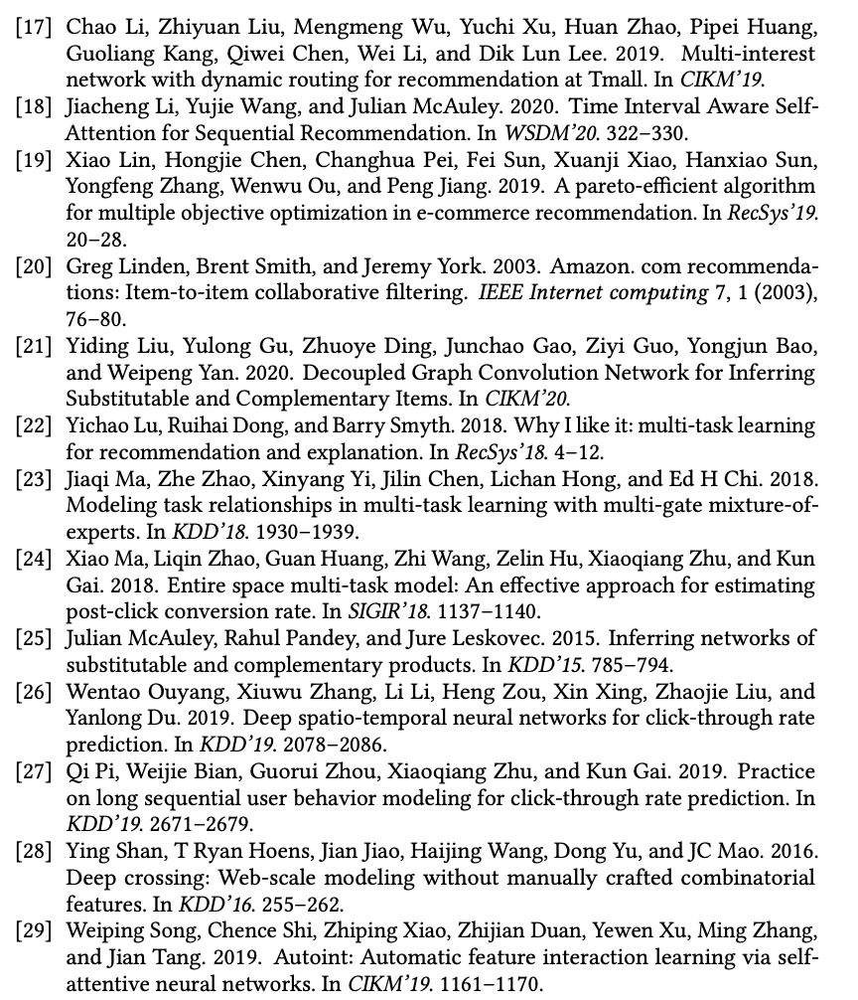 [17] Chao Li, Zhiyuan Liu, Mengmeng Wu, Yuchi Xu, Huan Zhao, Pipei Huang,
Guoliang Kang, Qiwei Chen, Wei Li, and Dik Lun Lee. 2019. Multi-interest
network with dynamic routing for recommendation at Tmall. In CIKM'19.
[18] Jiacheng Li, Yujie Wang, and Julian McAuley. 2020. Time Interval Aware Self-
Attention for Sequential Recommendation. In WSDM'20. 322–330.
[19] Xiao Lin, Hongjie Chen, Changhua Pei, Fei Sun, Xuanji Xiao, Hanxiao Sun,
Yongfeng Zhang, Wenwu Ou, and Peng Jiang. 2019. A pareto-efficient algorithm
for multiple objective optimization in e-commerce recommendation. In RecSys'19.
20–28.
[20] Greg Linden, Brent Smith, and Jeremy York. 2003. Amazon. com recommenda-
tions: Item-to-item collaborative filtering. IEEE Internet computing 7, 1 (2003),
76–80.
[21] Yiding Liu, Yulong Gu, Zhuoye Ding, Junchao Gao, Ziyi Guo, Yongjun Bao,
and Weipeng Yan. 2020. Decoupled Graph Convolution Network for Inferring
Substitutable and Complementary Items. In CIKM'20.
[22] Yichao Lu, Ruihai Dong, and Barry Smyth. 2018. Why I like it: multi-task learning
for recommendation and explanation. In RecSys'18. 4–12.
[23] Jiaqi Ma, Zhe Zhao, Xinyang Yi, Jilin Chen, Lichan Hong, and Ed H Chi. 2018.
Modeling task relationships in multi-task learning with multi-gate mixture-of-
experts. In KDD'18. 1930–1939.
[24] Xiao Ma, Liqin Zhao, Guan Huang, Zhi Wang, Zelin Hu, Xiaoqiang Zhu, and Kun
Gai. 2018. Entire space multi-task model: An effective approach for estimating
post-click conversion rate. In SIGIR'18. 1137–1140.
[25] Julian McAuley, Rahul Pandey, and Jure Leskovec. 2015. Inferring networks of
substitutable and complementary products. In KDD'15. 785–794.
[26] Wentao Ouyang, Xiuwu Zhang, Li Li, Heng Zou, Xin Xing, Zhaojie Liu, and
Yanlong Du. 2019. Deep spatio-temporal neural networks for click-through rate
prediction. In KDD'19. 2078–2086.
[27] Qi Pi, Weijie Bian, Guorui Zhou, Xiaoqiang Zhu, and Kun Gai. 2019. Practice
on long sequential user behavior modeling for click-through rate prediction. In
KDD'19. 2671–2679.
[28] Ying Shan, T Ryan Hoens, Jian Jiao, Haijing Wang, Dong Yu, and JC Mao. 2016.
Deep crossing: Web-scale modeling without manually crafted combinatorial
features. In KDD'16. 255–262.
[29] Weiping Song, Chence Shi, Zhiping Xiao, Zhijian Duan, Yewen Xu, Ming Zhang,
and Jian Tang. 2019. Autoint: Automatic feature interaction learning via self-
attentive neural networks. In CIKM'19. 1161–1170.